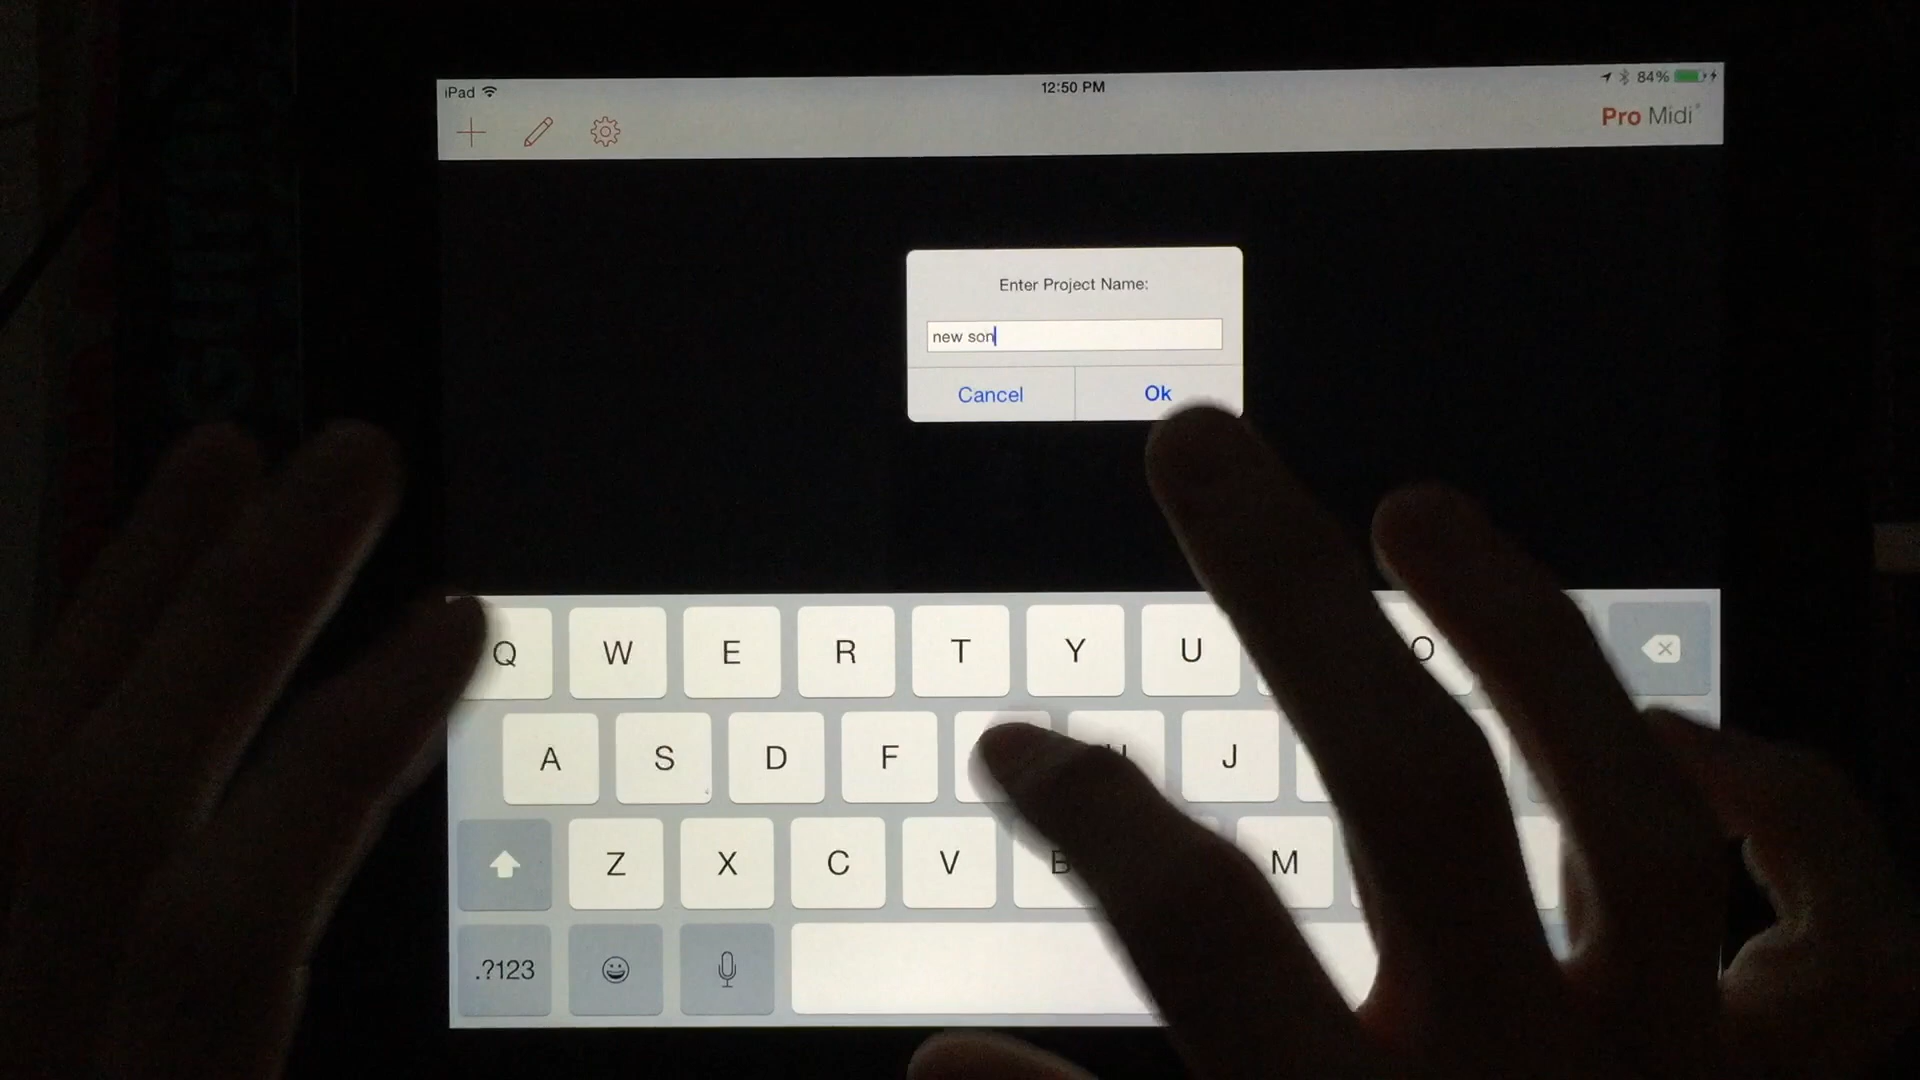 iPad
12:50 PM
84%
Pro Midi
Enter Project Name:
new son
Cancel
Ok
Q W E R T Y U O
A S D F J
Z X C V B M
.?123